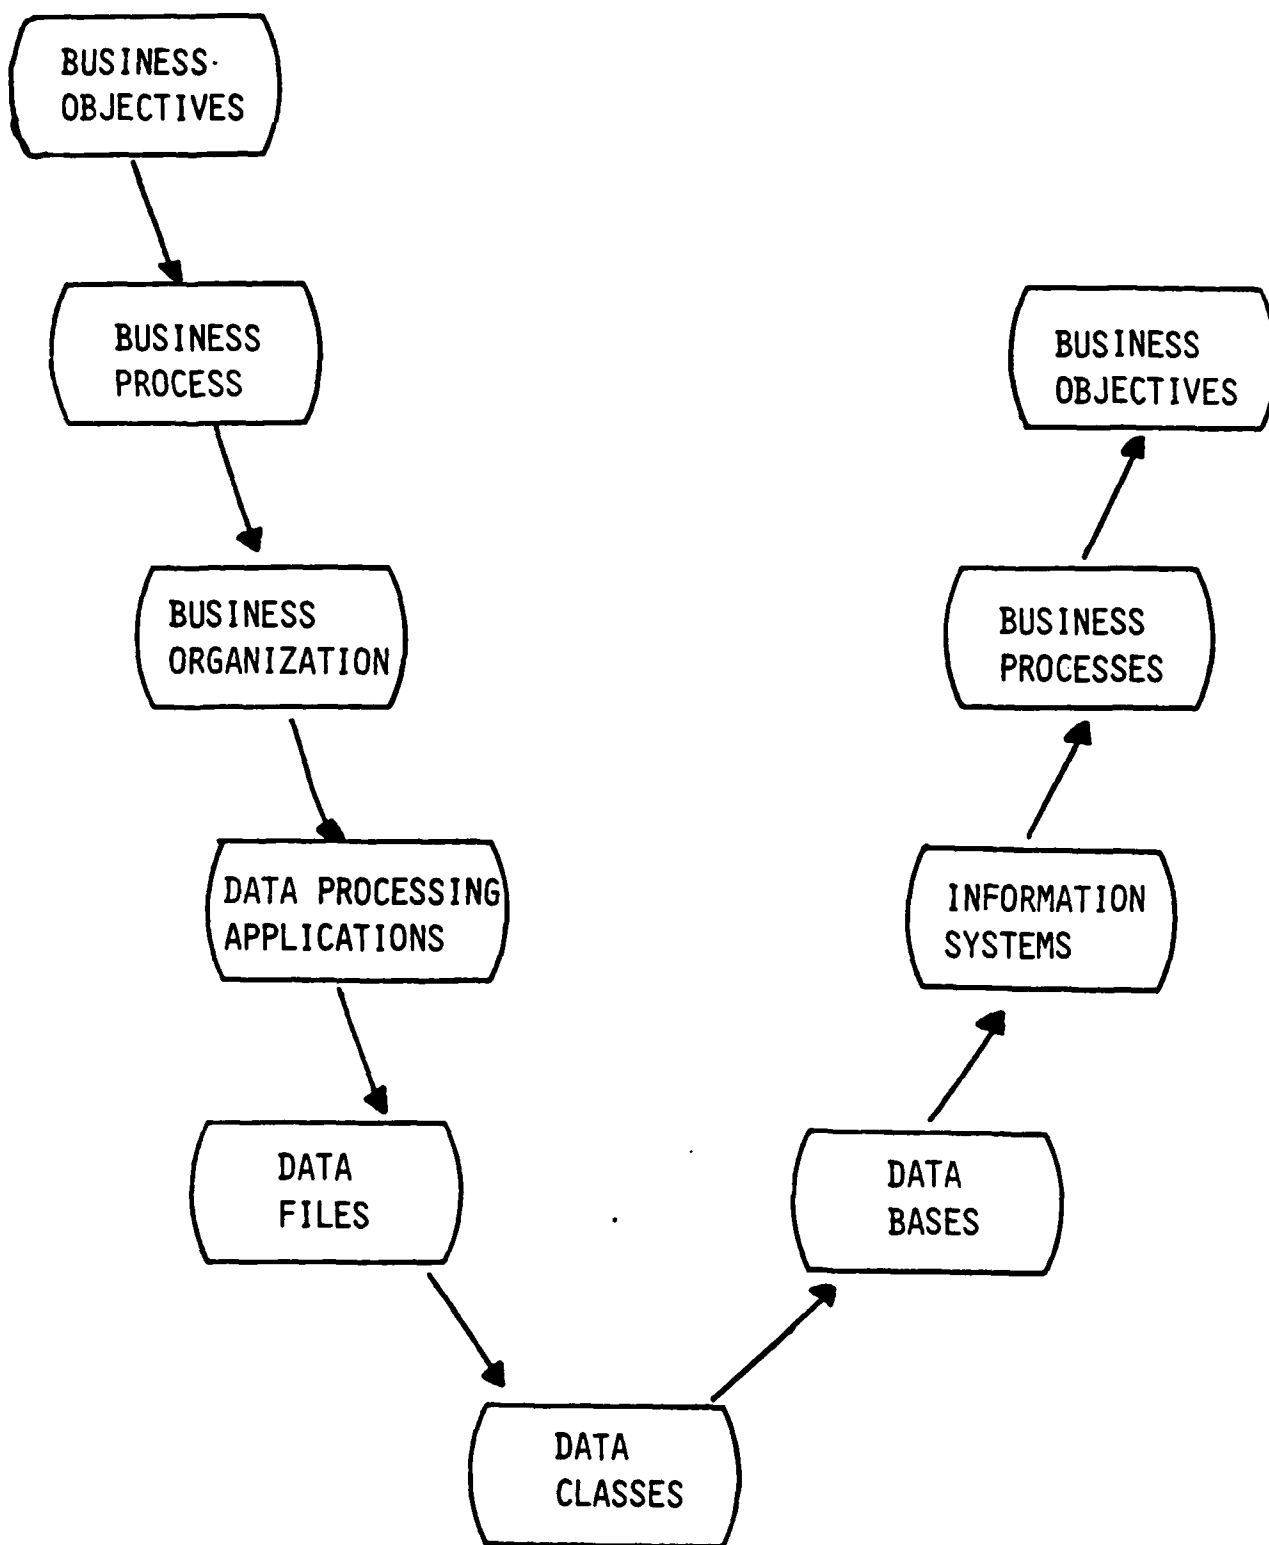 BUSINESS
OBJECTIVES
BUSINESS
PROCESS
BUSINESS
ORGANIZATION
DATA PROCESSING
APPLICATIONS
DATA
FILES
DATA
CLASSES
DATA
BASES
INFORMATION
SYSTEMS
BUSINESS
PROCESSES
BUSINESS
OBJECTIVES